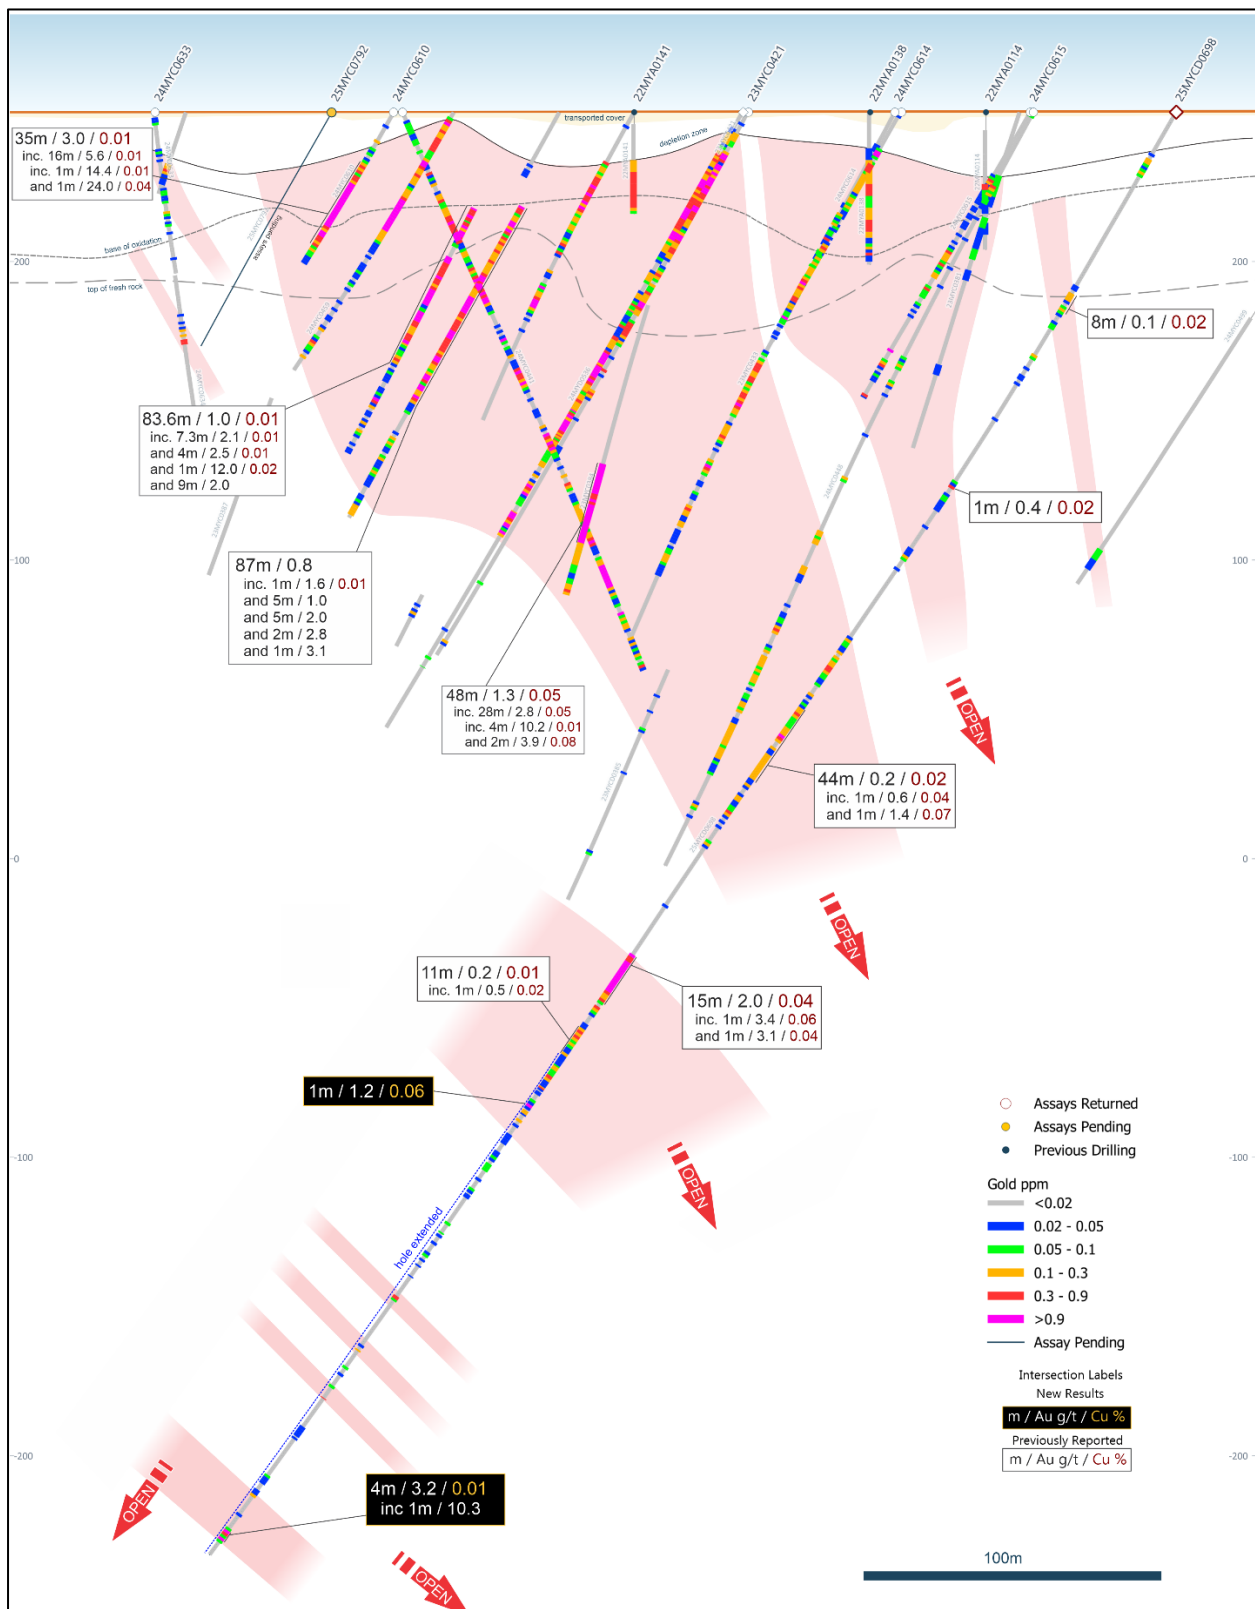 24MYC0633
25MYC0792
24MYC0610
22MYA0141
23MYC0421
22MYA0138
24MYC0614
22MYA0114
24MYC0615
25MYCD0698
transported cover
depletion zone
35m / 3.0 / 0.01
inc. 16m / 5.6 / 0.01
inc. 1m / 14.4 / 0.01
and 1m / 24.0 / 0.04
base of oxidation
assays pending
top of fresh rock
200
200
8m / 0.1 / 0.02
83.6m / 1.0 / 0.01
inc. 7.3m / 2.1 / 0.01
and 4m / 2.5 / 0.01
and 1m / 12.0 / 0.02
and 9m / 2.0
1m / 0.4 / 0.02
100
100
87m / 0.8
inc. 1m / 1.6 / 0.01
and 5m / 1.0
and 5m / 2.0
and 2m / 2.8
and 1m / 3.1
48m / 1.3 / 0.05
inc. 28m / 2.8 / 0.05
inc. 4m / 10.2 / 0.01
and 2m / 3.9 / 0.08
OPEN
44m / 0.2 / 0.02
inc. 1m / 0.6 / 0.04
and 1m / 1.4 / 0.07
0
0
OPEN
11m / 0.2 / 0.01
inc. 1m / 0.5 / 0.02
15m / 2.0 / 0.04
inc. 1m / 3.4 / 0.06
and 1m / 3.1 / 0.04
1m / 1.2 / 0.06
-100
-100
OPEN
hole extended
Assays Returned
Assays Pending
Previous Drilling
Gold ppm
<0.02
0.02 - 0.05
0.05 - 0.1
0.1 - 0.3
0.3 - 0.9
>0.9
Assay Pending
Intersection Labels
New Results
m / Au g/t / Cu %
Previously Reported
m / Au g/t / Cu %
-200
-200
OPEN
4m / 3.2 / 0.01
inc 1m / 10.3
OPEN
100m